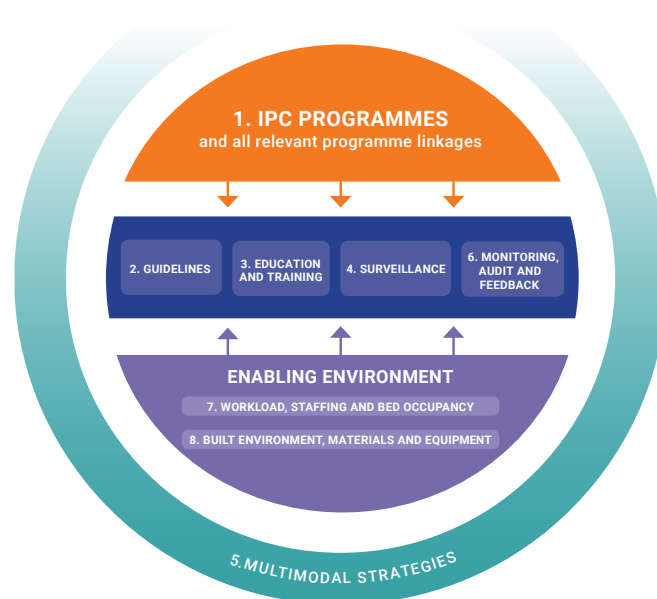 1. IPC PROGRAMMES
and all relevant programme linkages
2. GUIDELINES
3. EDUCATION
AND TRAINING
4. SURVEILLANCE
6. MONITORING,
AUDIT AND
FEEDBACK
ENABLING ENVIRONMENT
7. WORKLOAD, STAFFING AND BED OCCUPANCY
8. BUILT ENVIRONMENT, MATERIALS AND EQUIPMENT
5.MULTIMODAL STRATEGIES